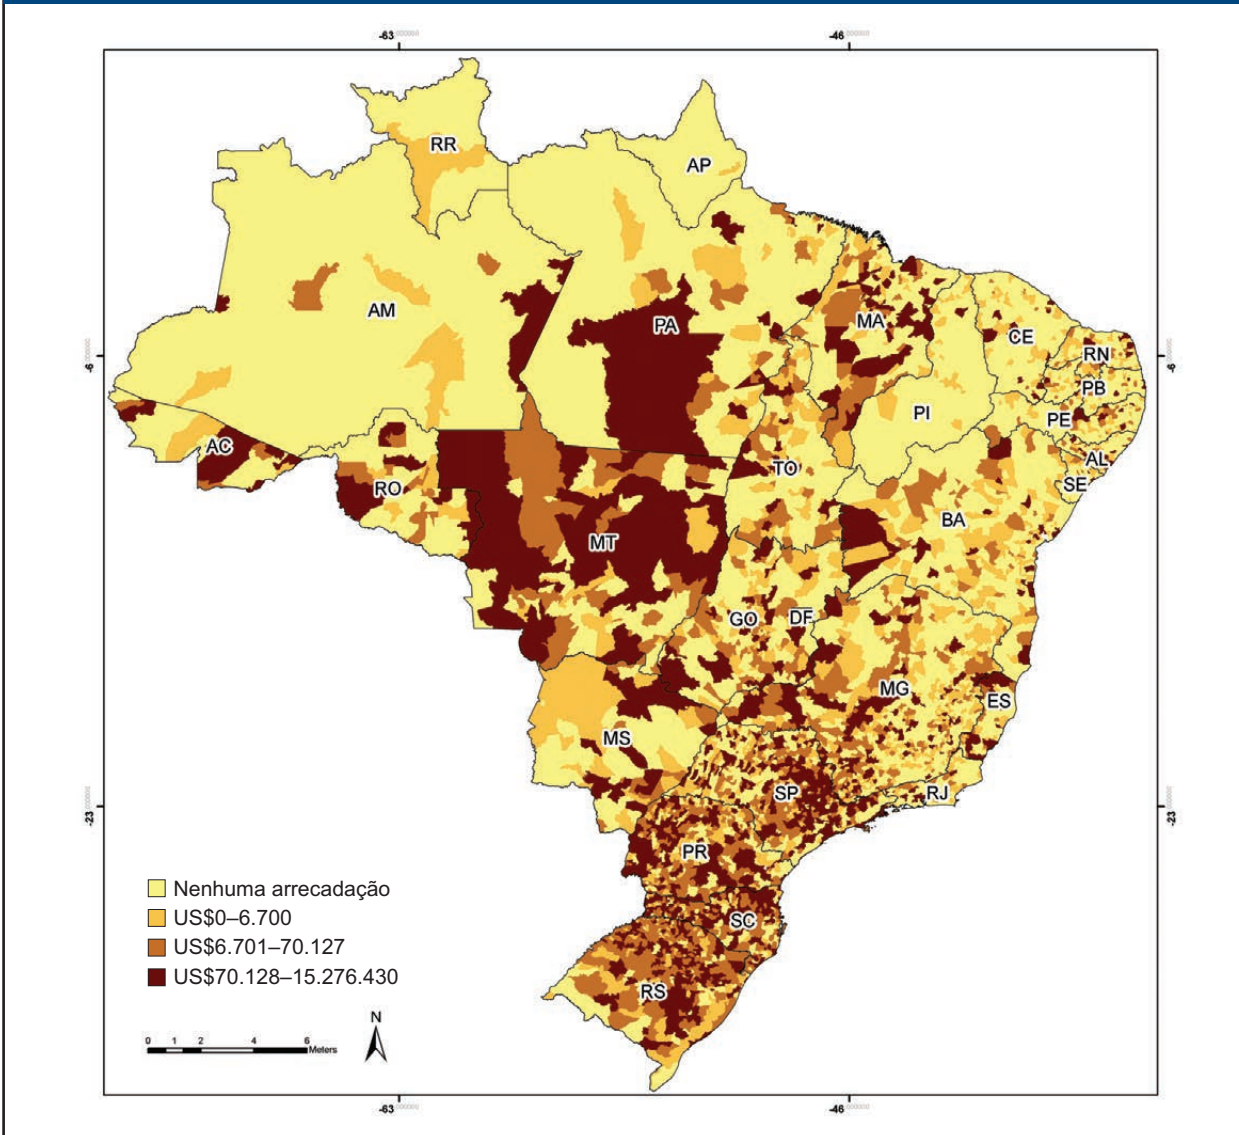 -63
-46
RR
AP
AM
PA
MA
CE
RN
PB
PE
PI
AL
SE
AC
TO
RO
BA
MT
GO
DF
MG
ES
MS
SP
RJ
PR
SC
RS
-6
-6
-23
-23
Nenhuma arrecadação
US$0–6.700
US$6.701–70.127
US$70.128–15.276.430
N
0 1 2 4 6
Meters
-63
-46